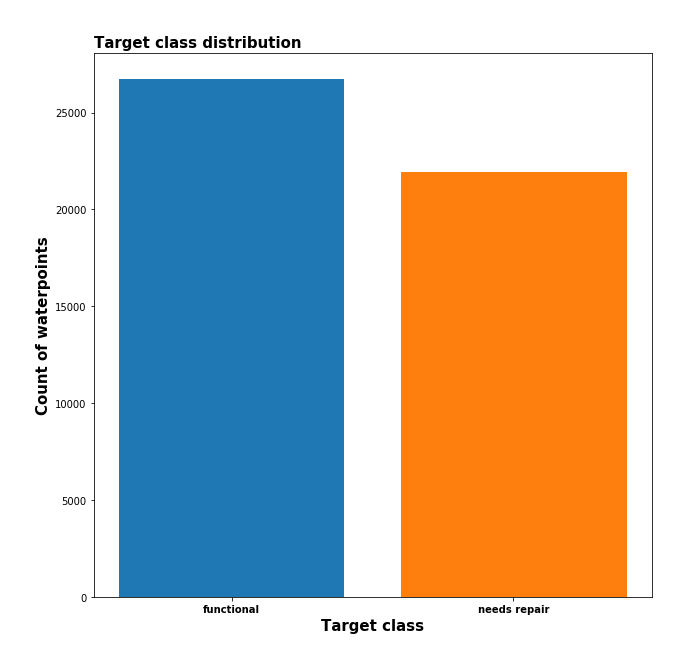 Target class distribution
Count of waterpoints
25000
20000
15000
10000
5000
0
functional
needs repair
Target class